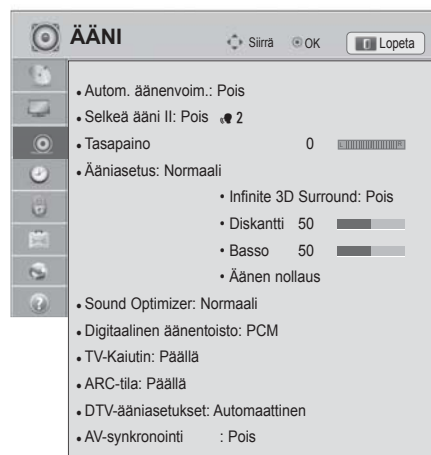 ÄÄNI
Siirrä OK Lopeta
• Autom. äänenvoim.: Pois
• Selkeä ääni II: Pois 2
• Tasapaino 0 L R
• Ääniasetus: Normaali
• Infinite 3D Surround: Pois
• Diskantti 50
• Basso 50
• Äänen nollaus
• Sound Optimizer: Normaali
• Digitaalinen äänentoisto: PCM
• TV-Kaiutin: Päällä
• ARC-tila: Päällä
• DTV-ääniasetukset: Automaattinen
• AV-synkronointi : Pois